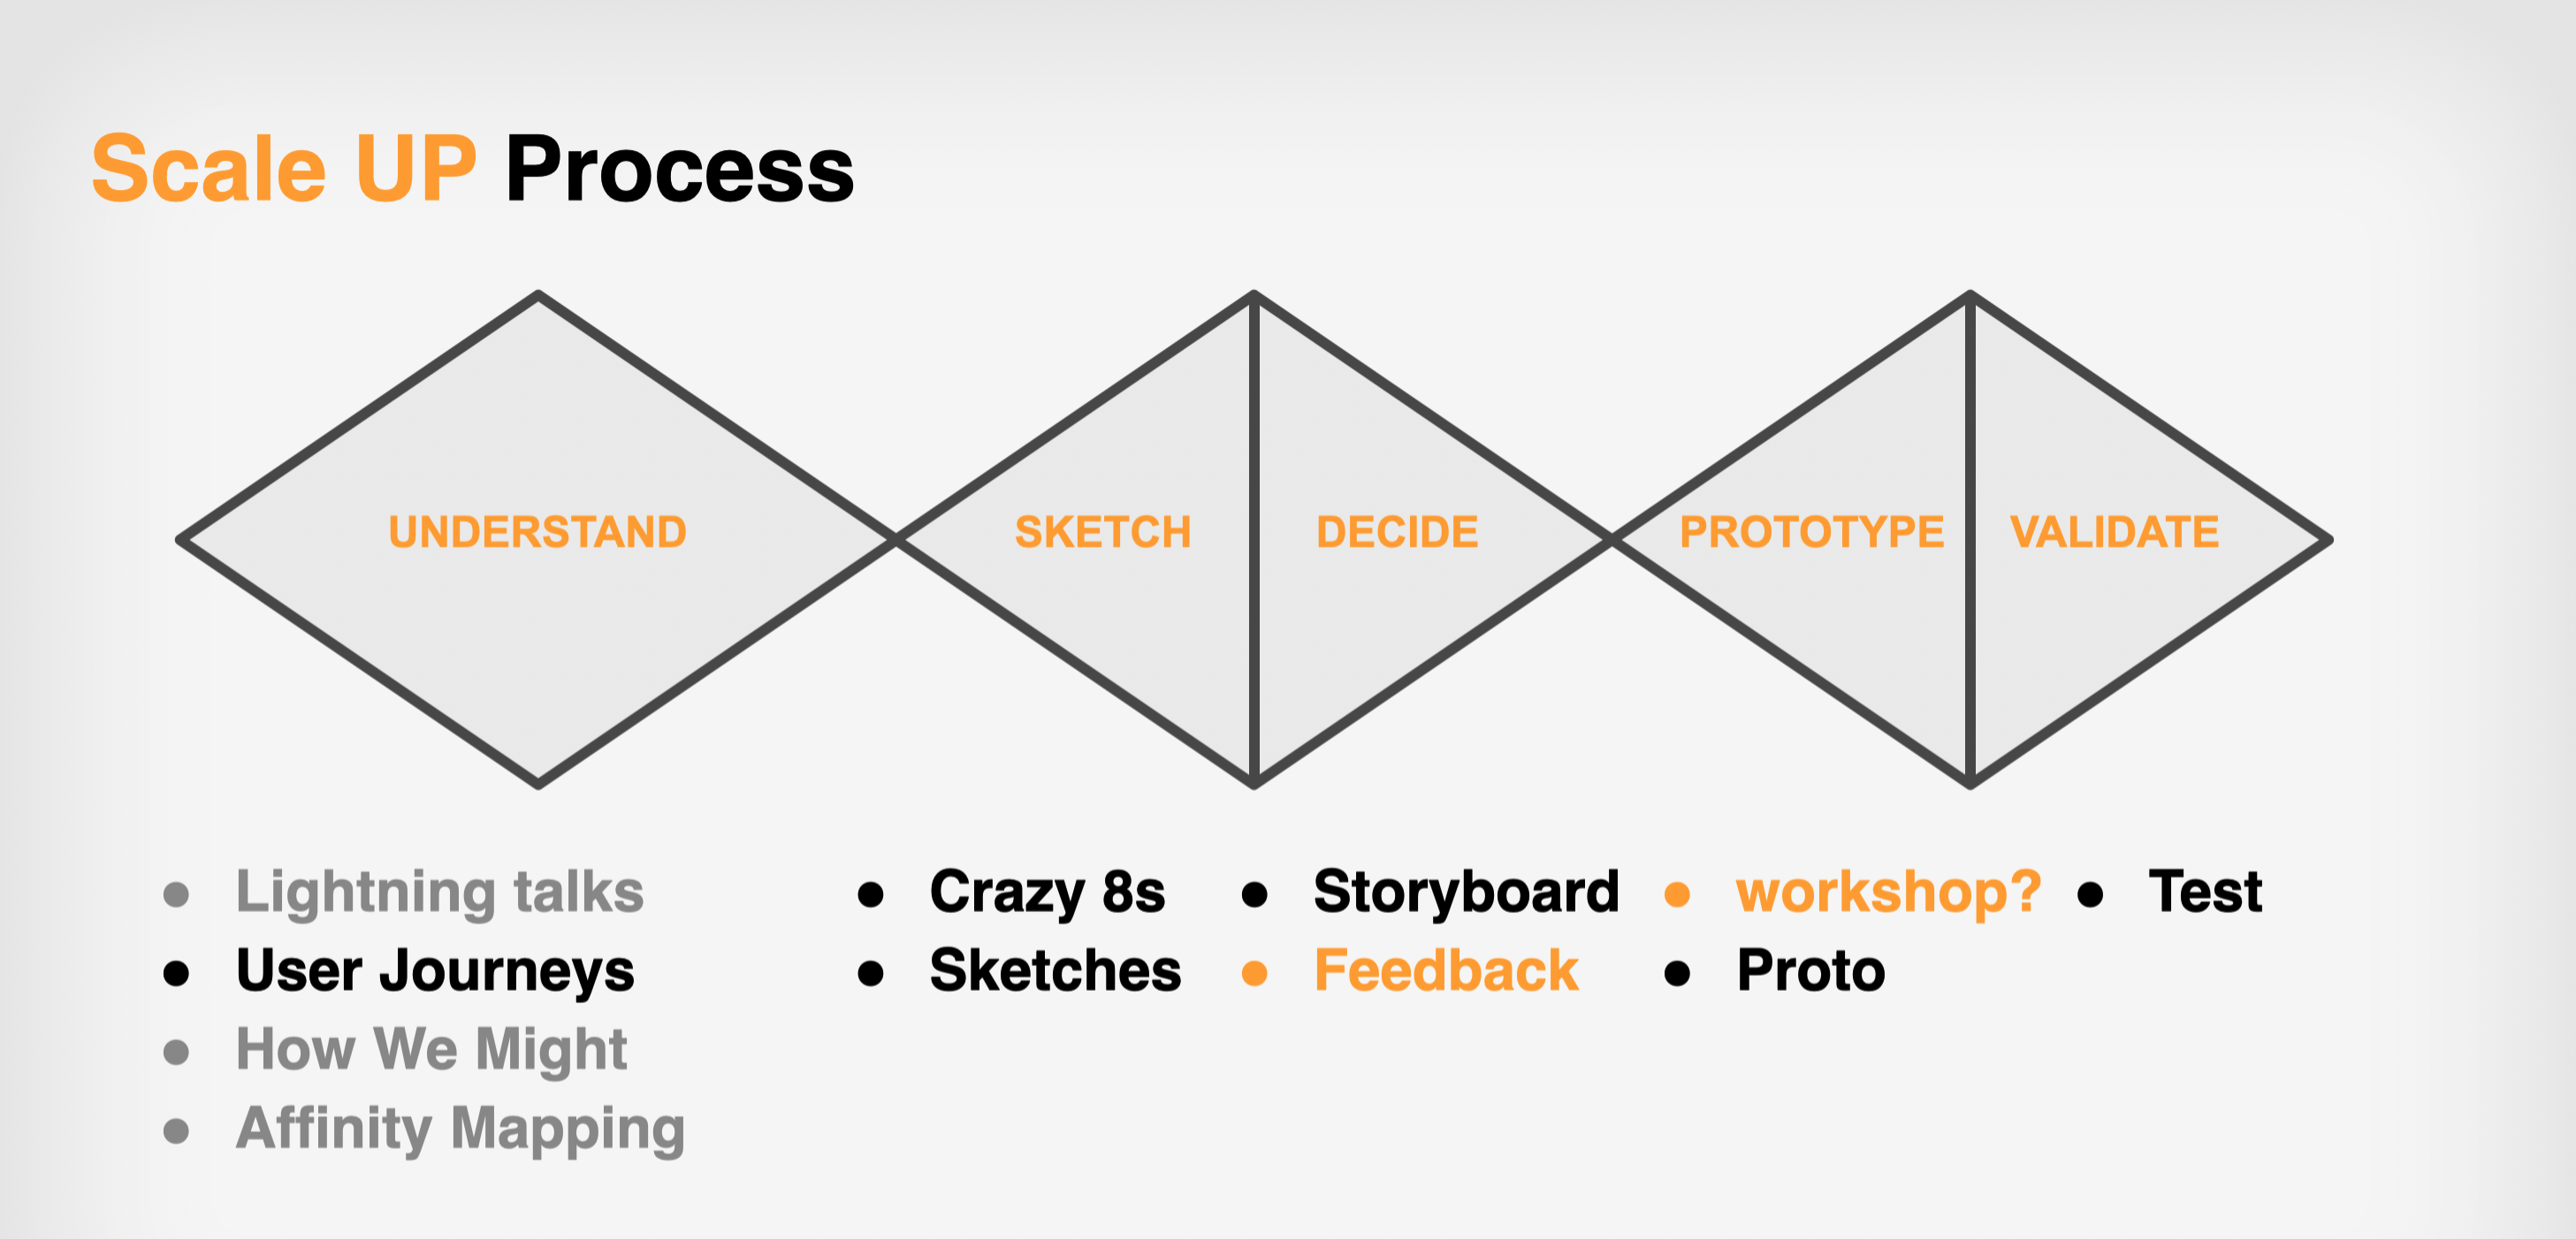 Scale UP Process
UNDERSTAND
SKETCH
DECIDE
PROTOTYPE
VALIDATE
● Lightning talks
● User Journeys
● How We Might
● Affinity Mapping
● Crazy 8s
● Sketches
● Storyboard
● Feedback
● workshop?
● Proto
● Test